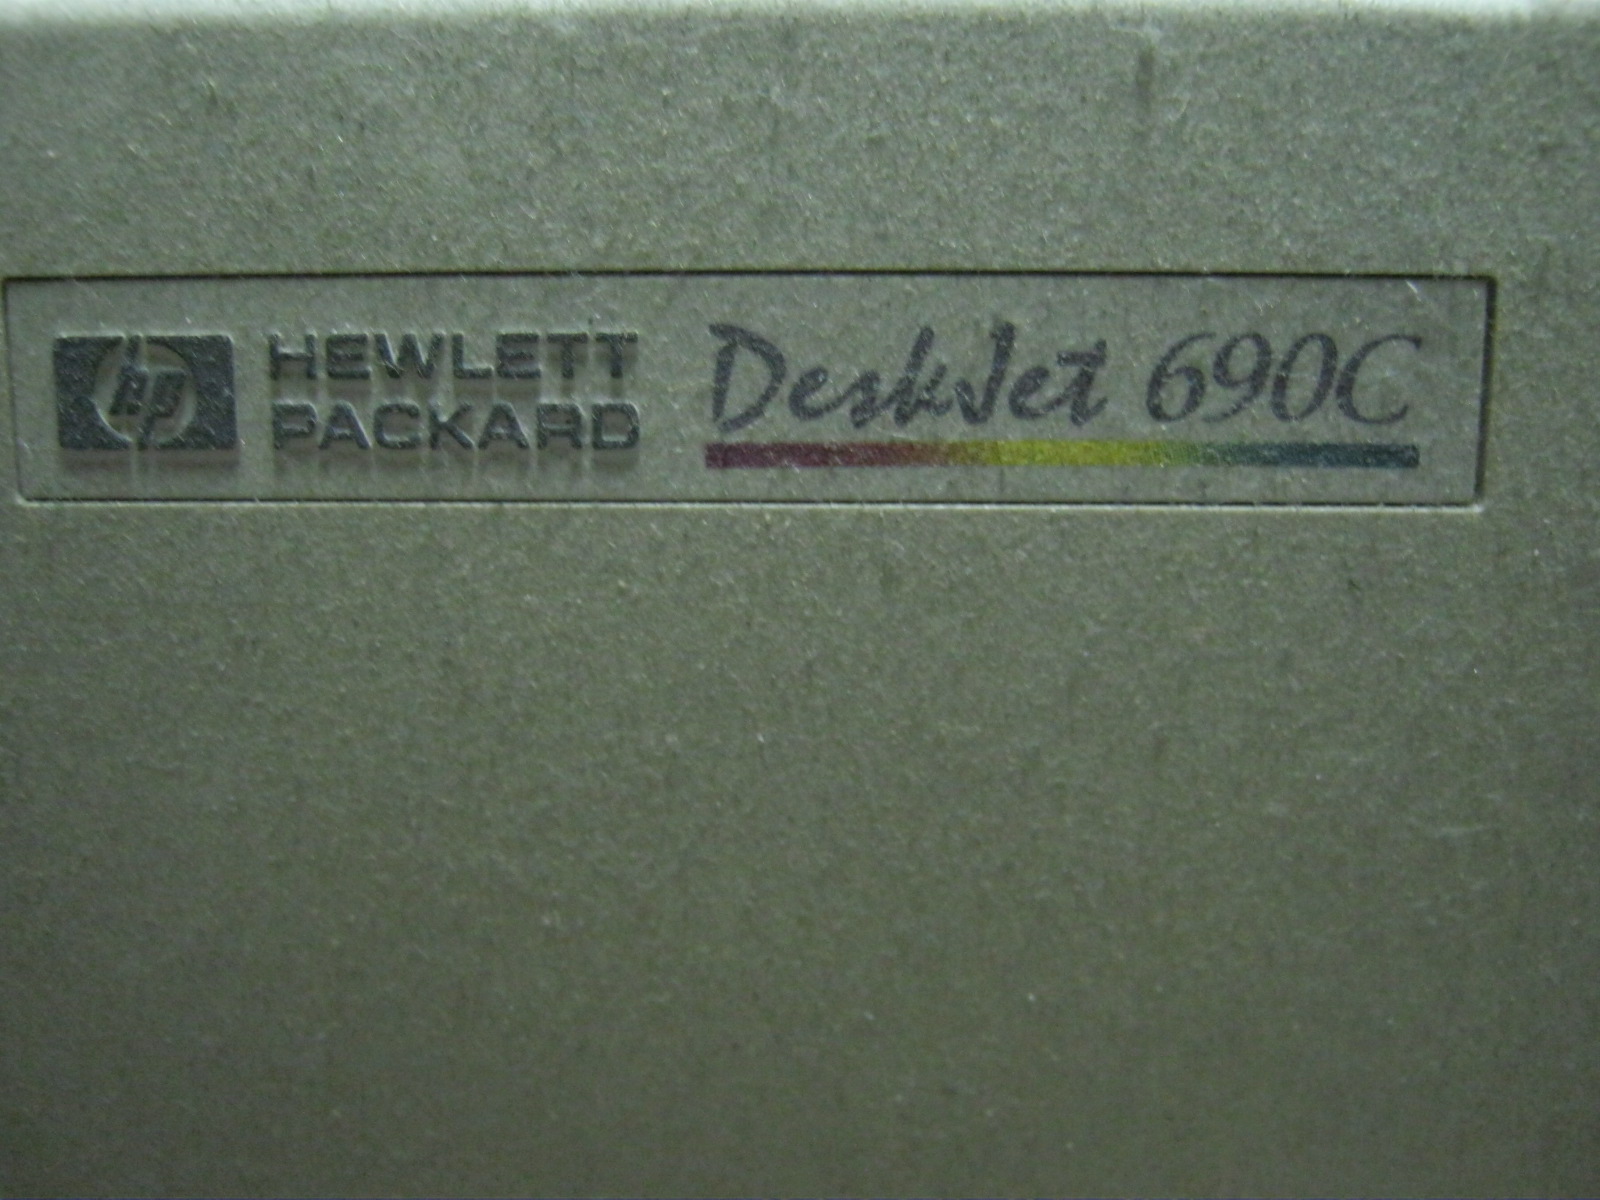 hp HEWLETT
PACKARD
DeskJet 690C